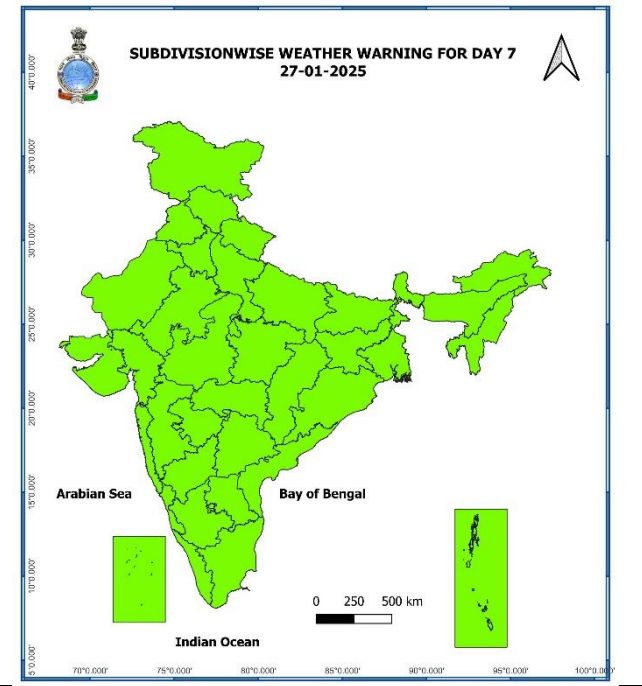 SUBDIVISIONWISE WEATHER WARNING FOR DAY 7
27-01-2025
40°0.000'
35°0.000'
30°0.000'
25°0.000'
20°0.000'
15°0.000'
10°0.000'
5°0.000'
Arabian Sea
Bay of Bengal
0 250 500 km
Indian Ocean
70°0.000' 75°0.000' 80°0.000' 85°0.000' 90°0.000' 95°0.000' 100°0.000'